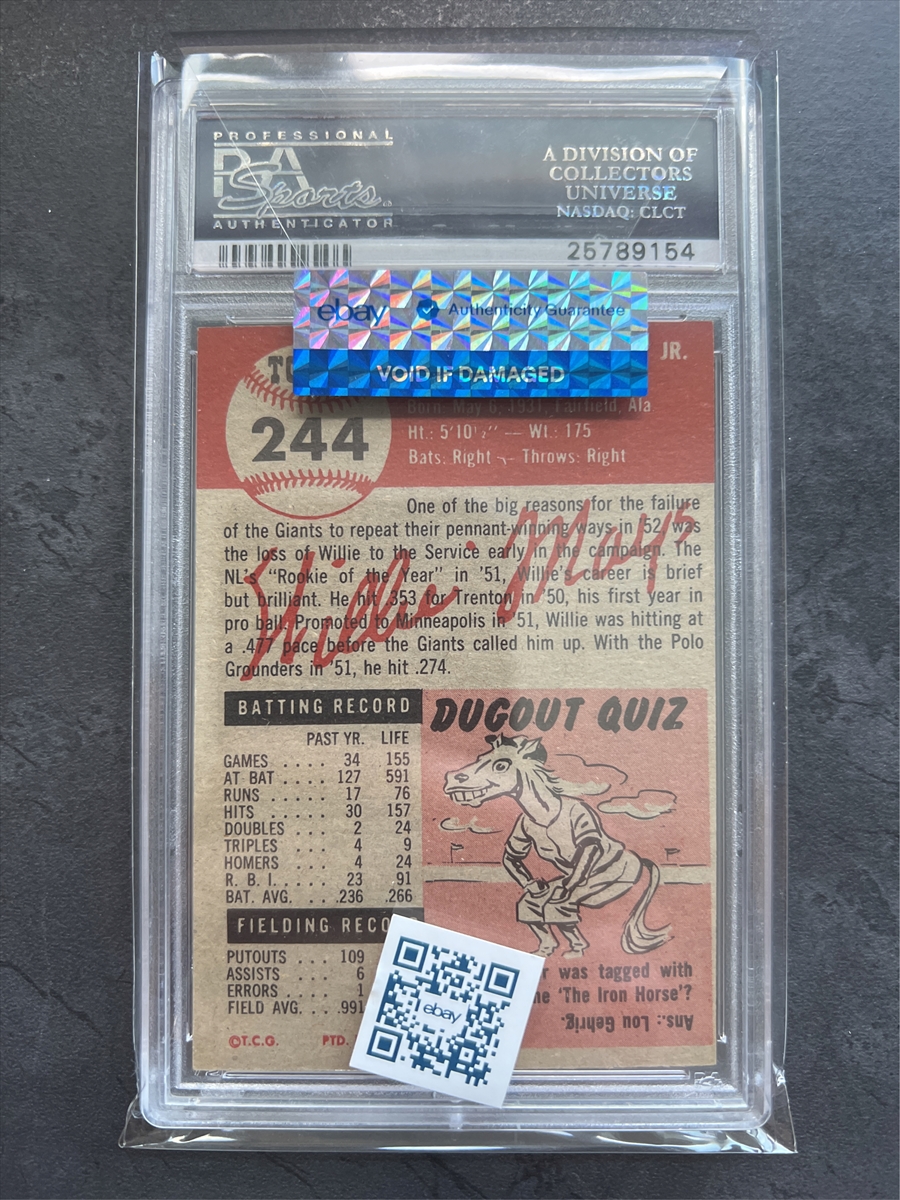 PROFESSIONAL
PSA
Sports
AUTHENTICATOR
A DIVISION OF
COLLECTORS
UNIVERSE
NASDAQ: CLCT
25789154
ebay Authenticity Guarantee
VOID IF DAMAGED
JR.
244
Born: May 6, 1931, Fairfield, Ala
Ht.: 5'10½" — Wt.: 175
Bats: Right — Throws: Right
One of the big reasons for the failure
of the Giants to repeat their pennant-winning ways in '52 was
the loss of Willie to the Service early in the campaign. The
NL's "Rookie of the Year" in '51, Willie's career is brief
but brilliant. He hit .353 for Trenton in '50, his first year in
pro ball. Promoted to Minneapolis in '51, Willie was hitting at
a .477 pace before the Giants called him up. With the Polo
Grounders in '51, he hit .274.
Willie Mays
BATTING RECORD
PAST YR. LIFE
GAMES .... 34 155
AT BAT .... 127 591
RUNS ..... 17 76
HITS ..... 30 157
DOUBLES ... 2 24
TRIPLES ... 4 9
HOMERS ... 4 24
R. B. I. .... 23 .91
BAT. AVG. .. .236 .266
FIELDING
PUTOUTS .... 109
ASSISTS .... 6
ERRORS .... 1
FIELD AVG. ... .991
©T.C.G. PTD.
DUGOUT QUIZ
was tagged with
'The Iron Horse'?
Ans.: Lou Gehrig.
ebay